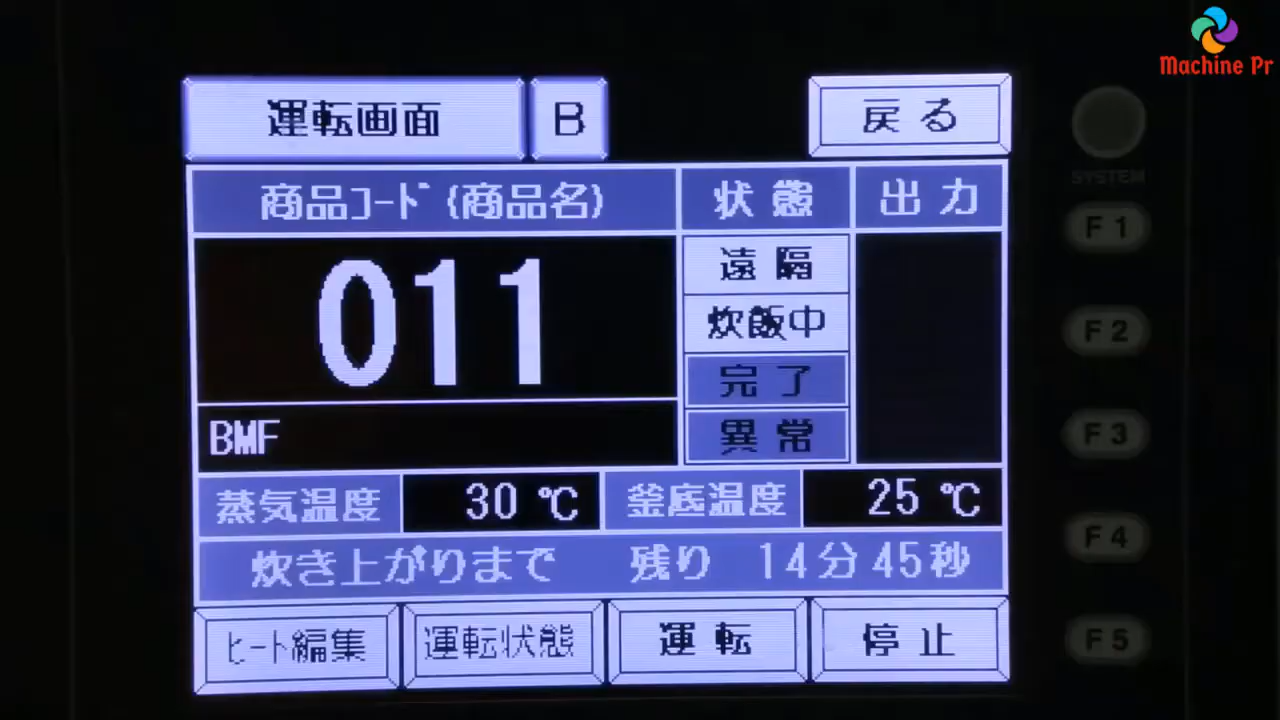 Machine Pr
運転画面 B 戻る
SYSTEM
商品コード(商品名) 状態 出力
F1
011
遠隔
炊飯中
F2
完了
BMF
異常
F3
蒸気温度 30℃ 釜底温度 25℃
F4
炊き上がりまで 残り 14分45秒
ヒート編集 運転状態 運転 停止
F5